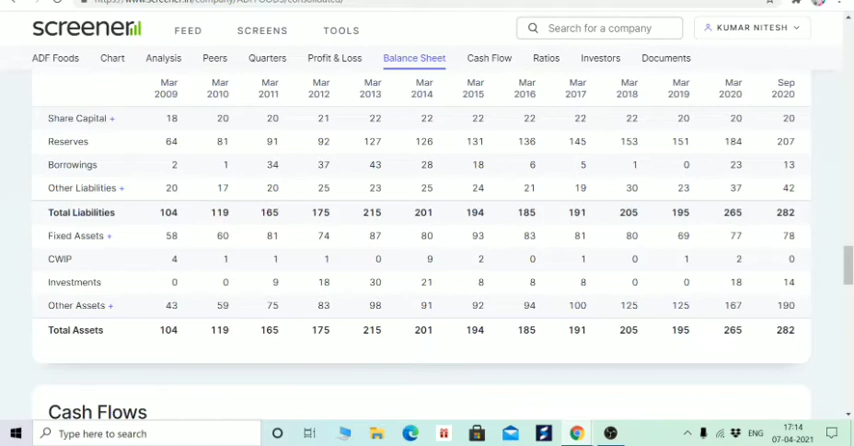 https://www.screener.in/company/ADFFOODS/consolidated/
screener
FEED SCREENS TOOLS
Search for a company
KUMAR NITESH
ADF Foods Chart Analysis Peers Quarters Profit & Loss Balance Sheet Cash Flow Ratios Investors Documents
Mar 2009 Mar 2010 Mar 2011 Mar 2012 Mar 2013 Mar 2014 Mar 2015 Mar 2016 Mar 2017 Mar 2018 Mar 2019 Mar 2020 Sep 2020
Share Capital + 18 20 20 21 22 22 22 22 22 22 20 20 20
Reserves 64 81 91 92 127 126 131 136 145 153 151 184 207
Borrowings 2 1 34 37 43 28 18 6 5 1 0 23 13
Other Liabilities + 20 17 20 25 23 25 24 21 19 30 23 37 42
Total Liabilities 104 119 165 175 215 201 194 185 191 205 195 265 282
Fixed Assets + 58 60 81 74 87 80 93 83 81 80 69 77 78
CWIP 4 1 1 1 0 9 2 0 1 0 1 2 0
Investments 0 0 9 18 30 21 8 8 8 0 0 18 14
Other Assets + 43 59 75 83 98 91 92 94 100 125 125 167 190
Total Assets 104 119 165 175 215 201 194 185 191 205 195 265 282
Cash Flows
Type here to search
ENG
17:14
07-04-2021